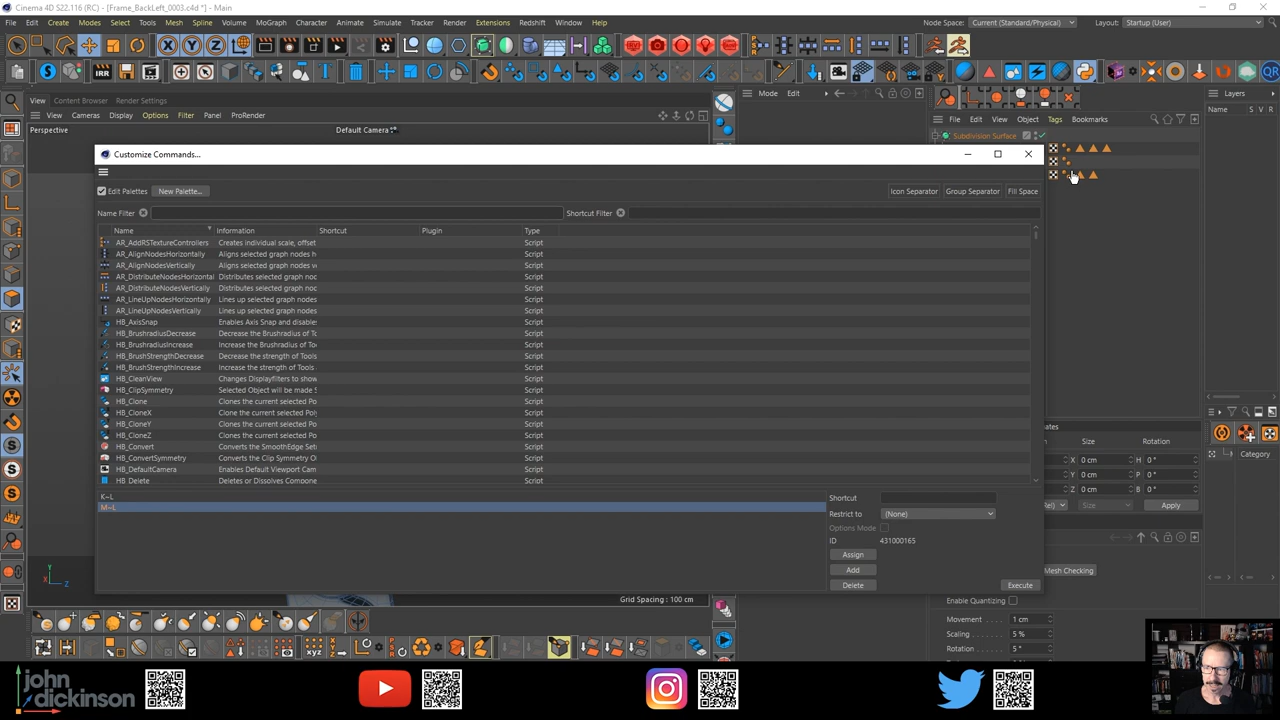 Cinema 4D S22.116 (RC) - [Frame_BackLeft_0003.c4d *] - Main
File Edit Create Modes Select Tools Mesh Spline Volume MoGraph Character Animate Simulate Tracker Render Extensions Redshift Window Help
Node Space: Current (Standard/Physical) Layout: Startup (User)
X Y Z
S IRR
View Content Browser Render Settings
View Cameras Display Options Filter Panel ProRender
Perspective Default Camera
Mode Edit
File Edit View Object Tags Bookmarks
Layers
Name S V R
Subdivision Surface
Customize Commands...
Edit Palettes New Palette... Icon Separator Group Separator Fill Space
Name Filter Shortcut Filter
Name Information Shortcut Plugin Type
AR_AddRSTextureControllers Creates individual scale, offset Script
AR_AlignNodesHorizontally Aligns selected graph nodes h Script
AR_AlignNodesVertically Aligns selected graph nodes v Script
AR_DistributeNodesHorizontal Distributes selected graph noc Script
AR_DistributeNodesVertically Distributes selected graph noc Script
AR_LineUpNodesHorizontally Lines up selected graph nodes Script
AR_LineUpNodesVertically Lines up selected graph nodes Script
HB_AxisSnap Enables Axis Snap and disable: Script
HB_BrushradiusDecrease Decrease the Brushradius of Tc Script
HB_BrushradiusIncrease Increase the Brushradius of To Script
HB_BrushStrengthDecrease Decrease the strength of Tools Script
HB_BrushStrengthIncrease Increase the strength of Tools Script
HB_CleanView Changes Displayfilters to show Script
HB_ClipSymmetry Selected Object will be made S Script
HB_Clone Clones the current selected Po Script
HB_CloneX Clone the current selected Poly Script
HB_CloneY Clones the current selected Po Script
HB_CloneZ Clones the current selected Po Script
HB_Convert Converts the SmoothEdge Set Script
HB_ConvertSymmetry Converts the Clip Symmetry O Script
HB_DefaultCamera Enables Default Viewport Cam Script
HB_Delete Deletes or Dissolves Compone Script
K~L
M~L
Shortcut
Restrict to (None)
Options Mode
ID 431000165
Assign
Add
Delete Execute
Category
Size Rotation
X 0 cm H 0 °
Y 0 cm P 0 °
Z 0 cm B 0 °
Size Apply
Mesh Checking
Enable Quantizing
Movement 1 cm
Scaling 5 %
Rotation 5 °
Y
Z
Grid Spacing : 100 cm
john
dickinson